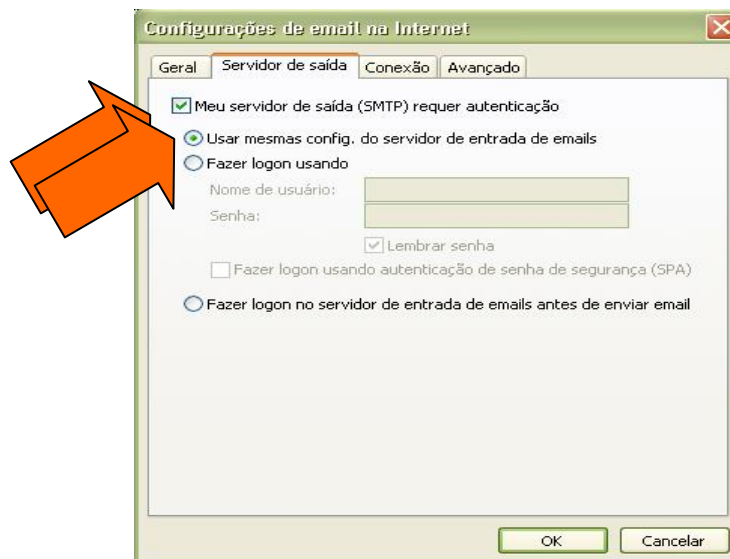 Configurações de email na Internet
Geral Servidor de saída Conexão Avançado
Meu servidor de saída (SMTP) requer autenticação
Usar mesmas config. do servidor de entrada de emails
Fazer logon usando
Nome de usuário:
Senha:
Lembrar senha
Fazer logon usando autenticação de senha de segurança (SPA)
Fazer logon no servidor de entrada de emails antes de enviar email
OK Cancelar